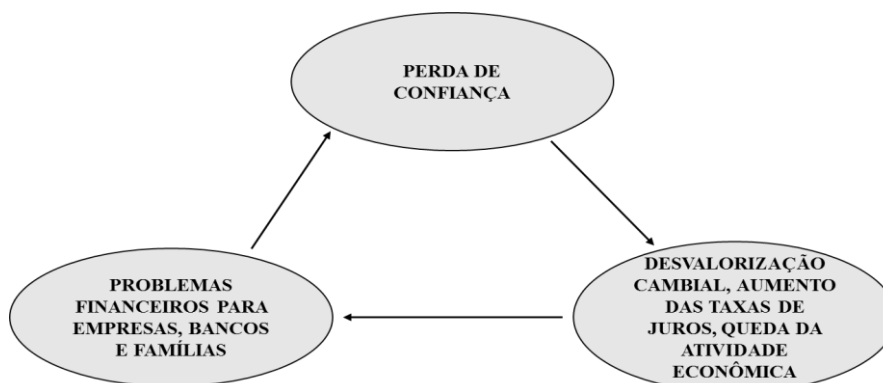 PERDA DE
CONFIANÇA
DESVALORIZAÇÃO
CAMBIAL, AUMENTO
DAS TAXAS DE
JUROS, QUEDA DA
ATIVIDADE
ECONÔMICA
PROBLEMAS
FINANCEIROS PARA
EMPRESAS, BANCOS
E FAMÍLIAS